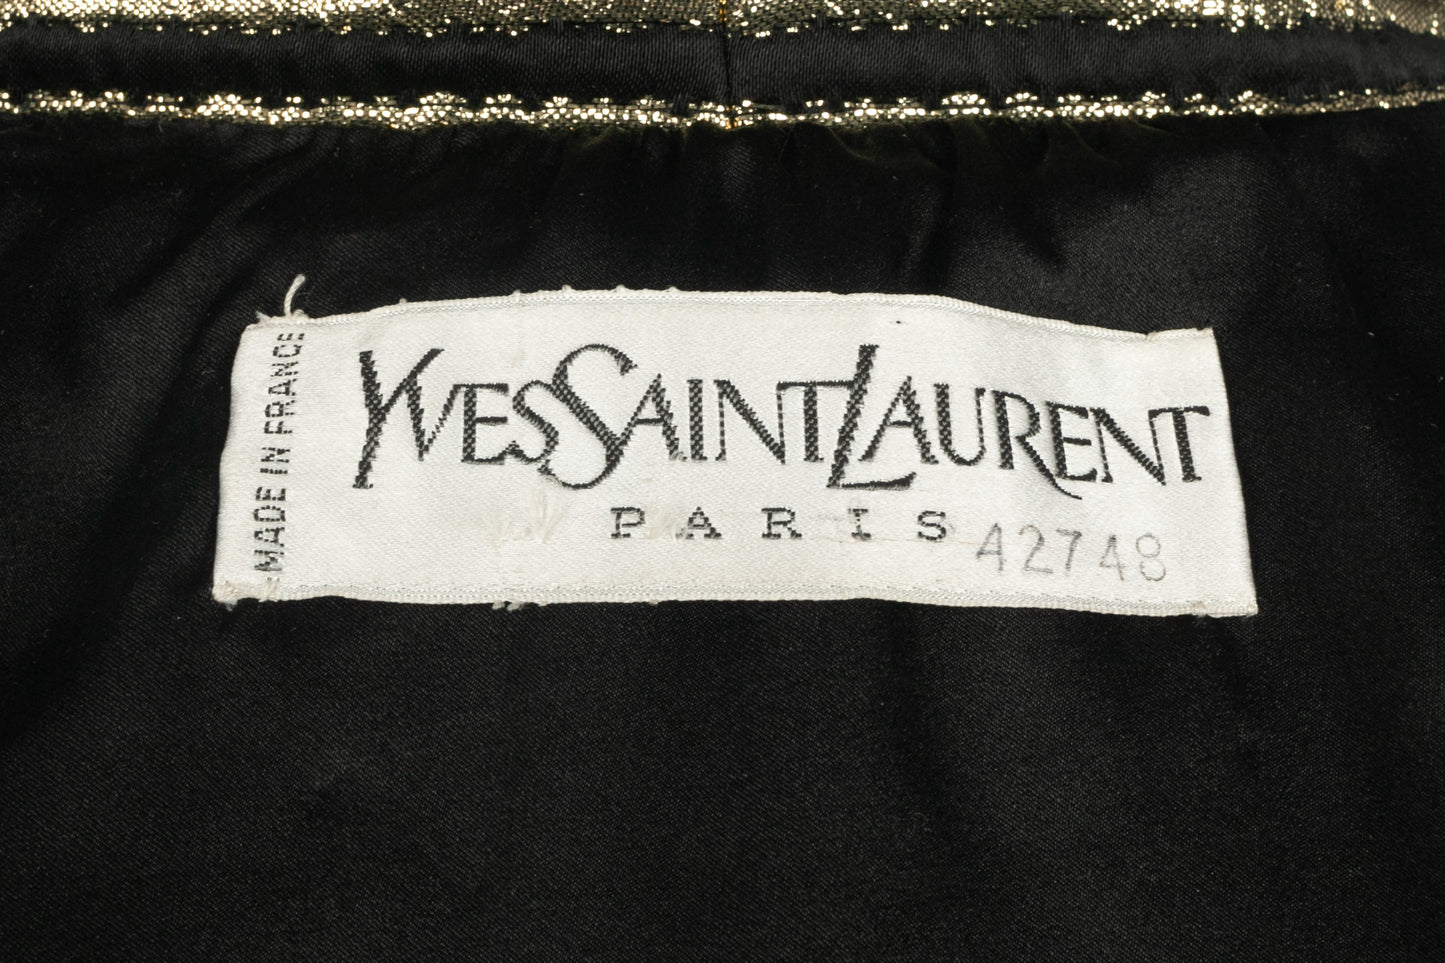 YVES SAINT LAURENT
PARIS
42748
MADE IN FRANCE